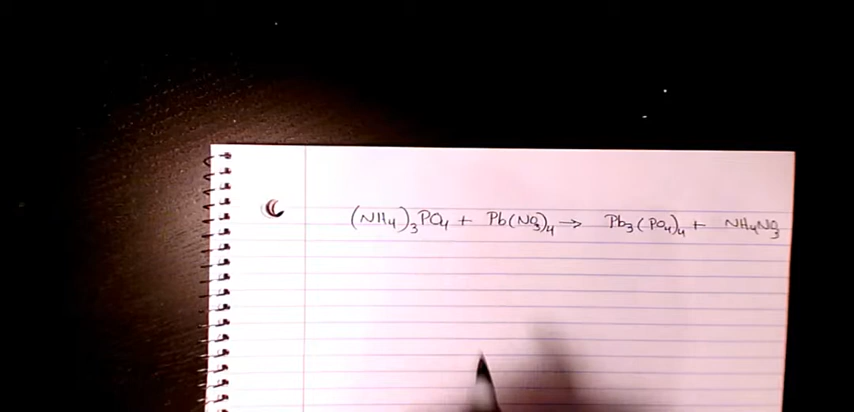 (NH₄)₃PO₄ + Pb(NO₃)₄ → Pb₃(PO₄)₄ + NH₄NO₃